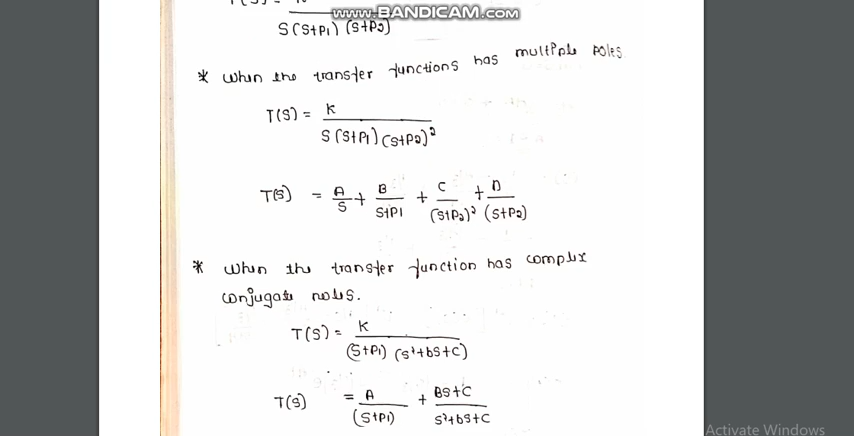 www.BANDICAM.com
S(S+P1) (S+P2)
* When the transfer functions has multiple poles
T(S) = K / S(S+P1)(S+P2)²
T(S) = A/S + B/S+P1 + C/(S+P2)² + D/(S+P2)
* When the transfer function has complex
conjugate poles.
T(S) = K / (S+P1) (S²+bS+C)
T(S) = A/(S+P1) + BS+C/S²+bS+C
Activate Windows